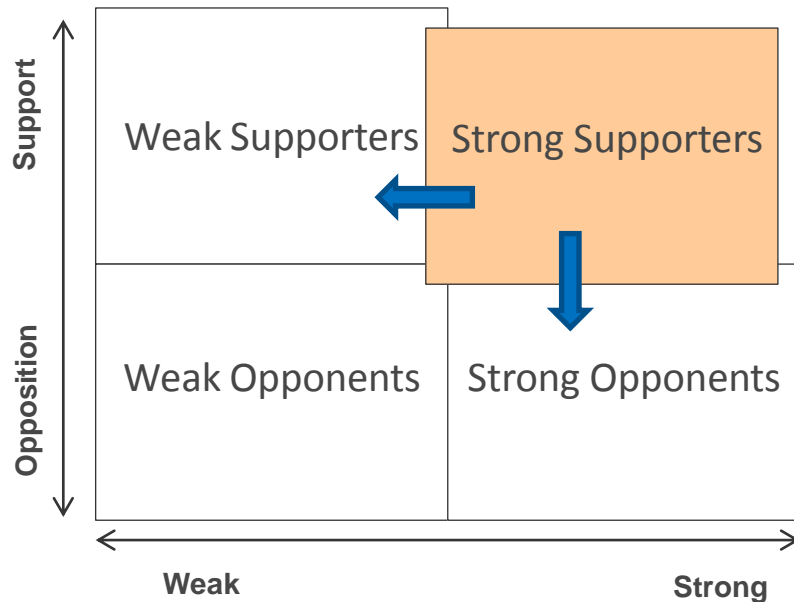 Support
Weak Supporters
Strong Supporters
Opposition
Weak Opponents
Strong Opponents
Weak
Strong